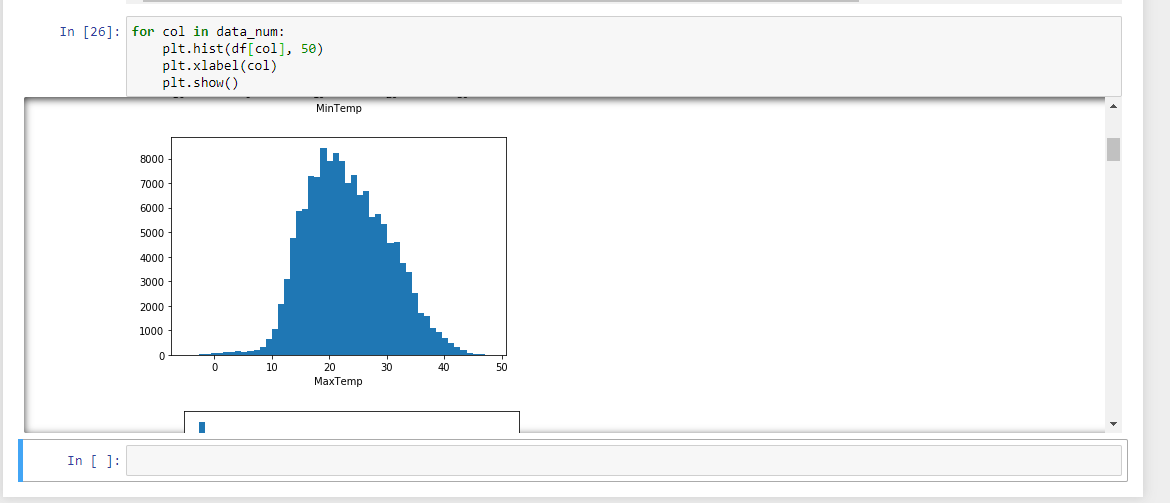 In [26]:
for col in data_num:
    plt.hist(df[col], 50)
    plt.xlabel(col)
    plt.show()
MinTemp
8000
7000
6000
5000
4000
3000
2000
1000
0
0 10 20 30 40 50
MaxTemp
In [ ]: